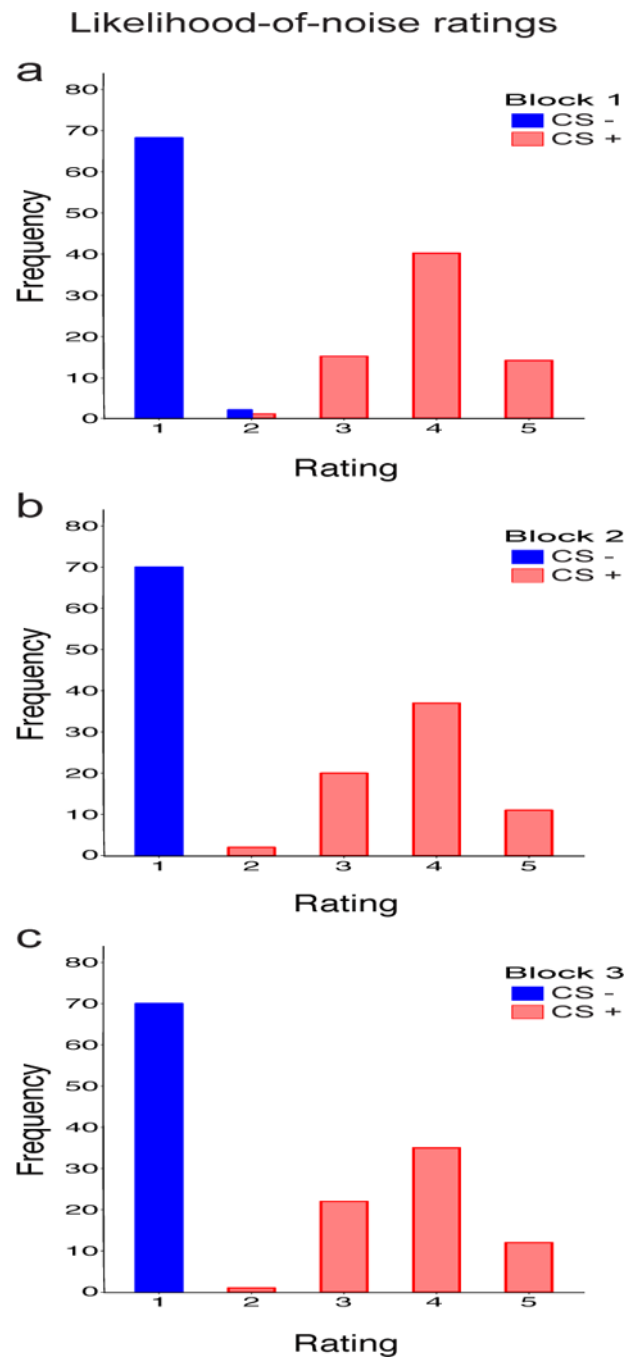 Likelihood-of-noise ratings
a
Block 1
CS -
CS +
Frequency
80
70
60
50
40
30
20
10
0
1 2 3 4 5
Rating
b
Block 2
CS -
CS +
Frequency
80
70
60
50
40
30
20
10
0
1 2 3 4 5
Rating
c
Block 3
CS -
CS +
Frequency
80
70
60
50
40
30
20
10
0
1 2 3 4 5
Rating